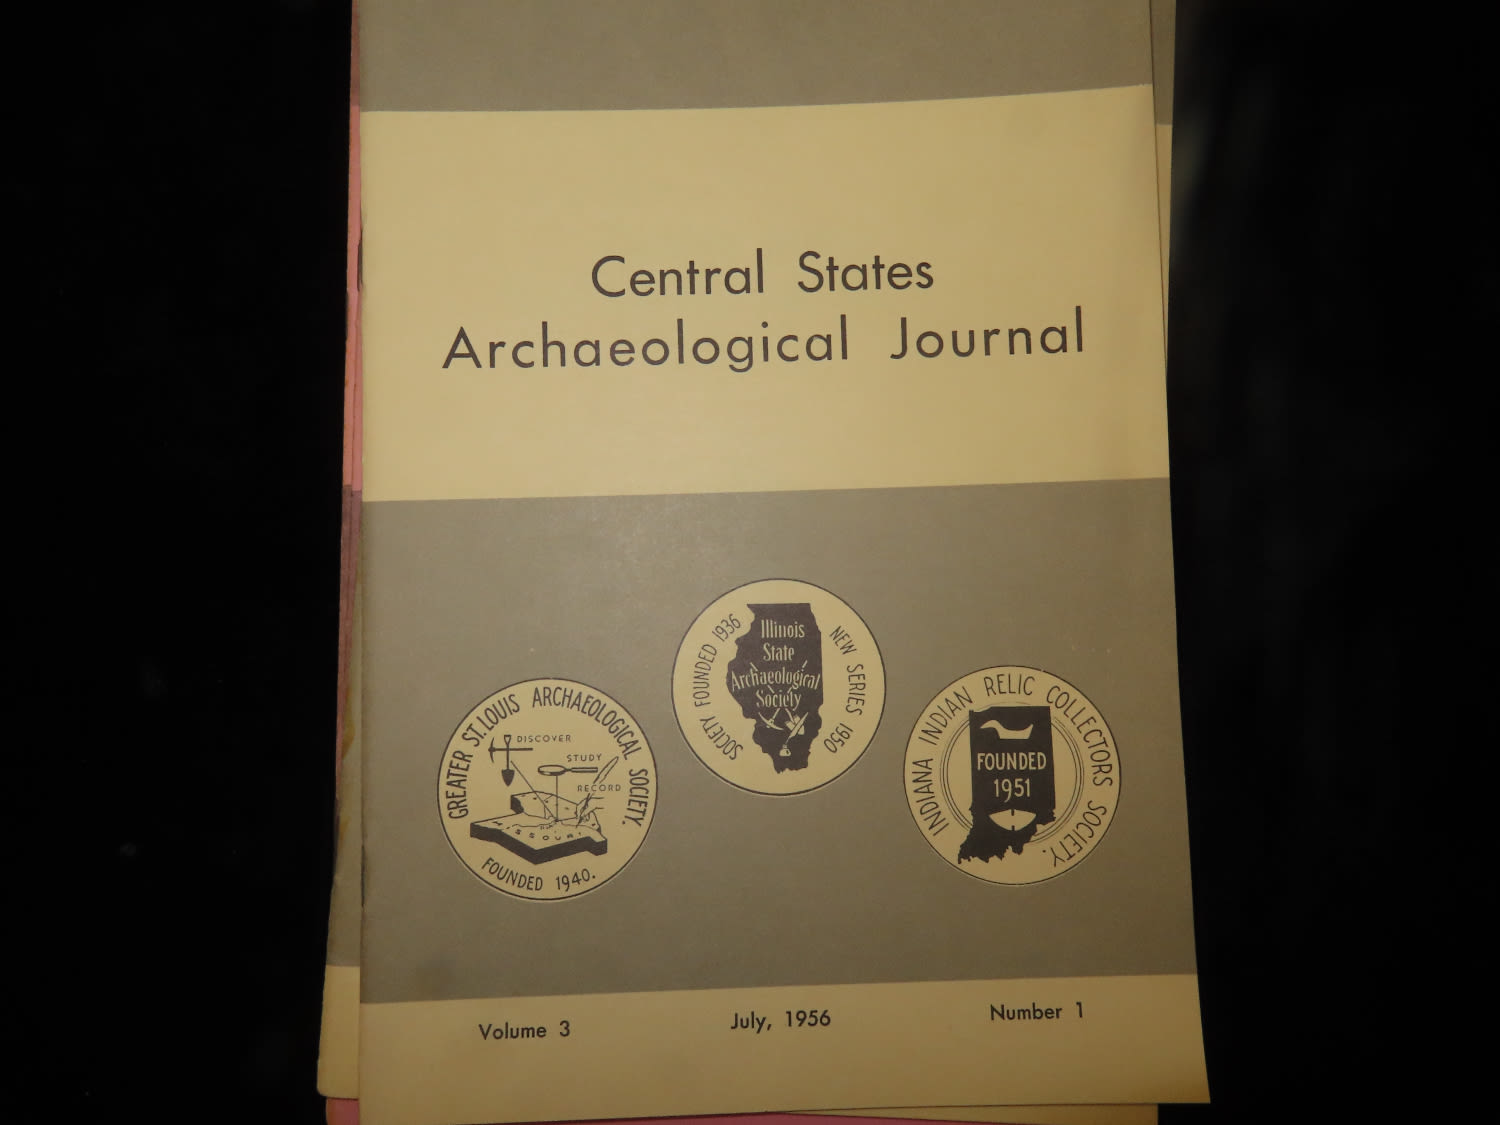 Central States
Archaeological Journal
GREATER ST. LOUIS ARCHAEOLOGICAL SOCIETY.
DISCOVER
STUDY
RECORD
MISSOURI
FOUNDED 1940.
SOCIETY FOUNDED 1936
Illinois
State
Archaeological
Society
NEW SERIES 1950
INDIANA INDIAN RELIC COLLECTORS SOCIETY.
FOUNDED
1951
Volume 3
July, 1956
Number 1